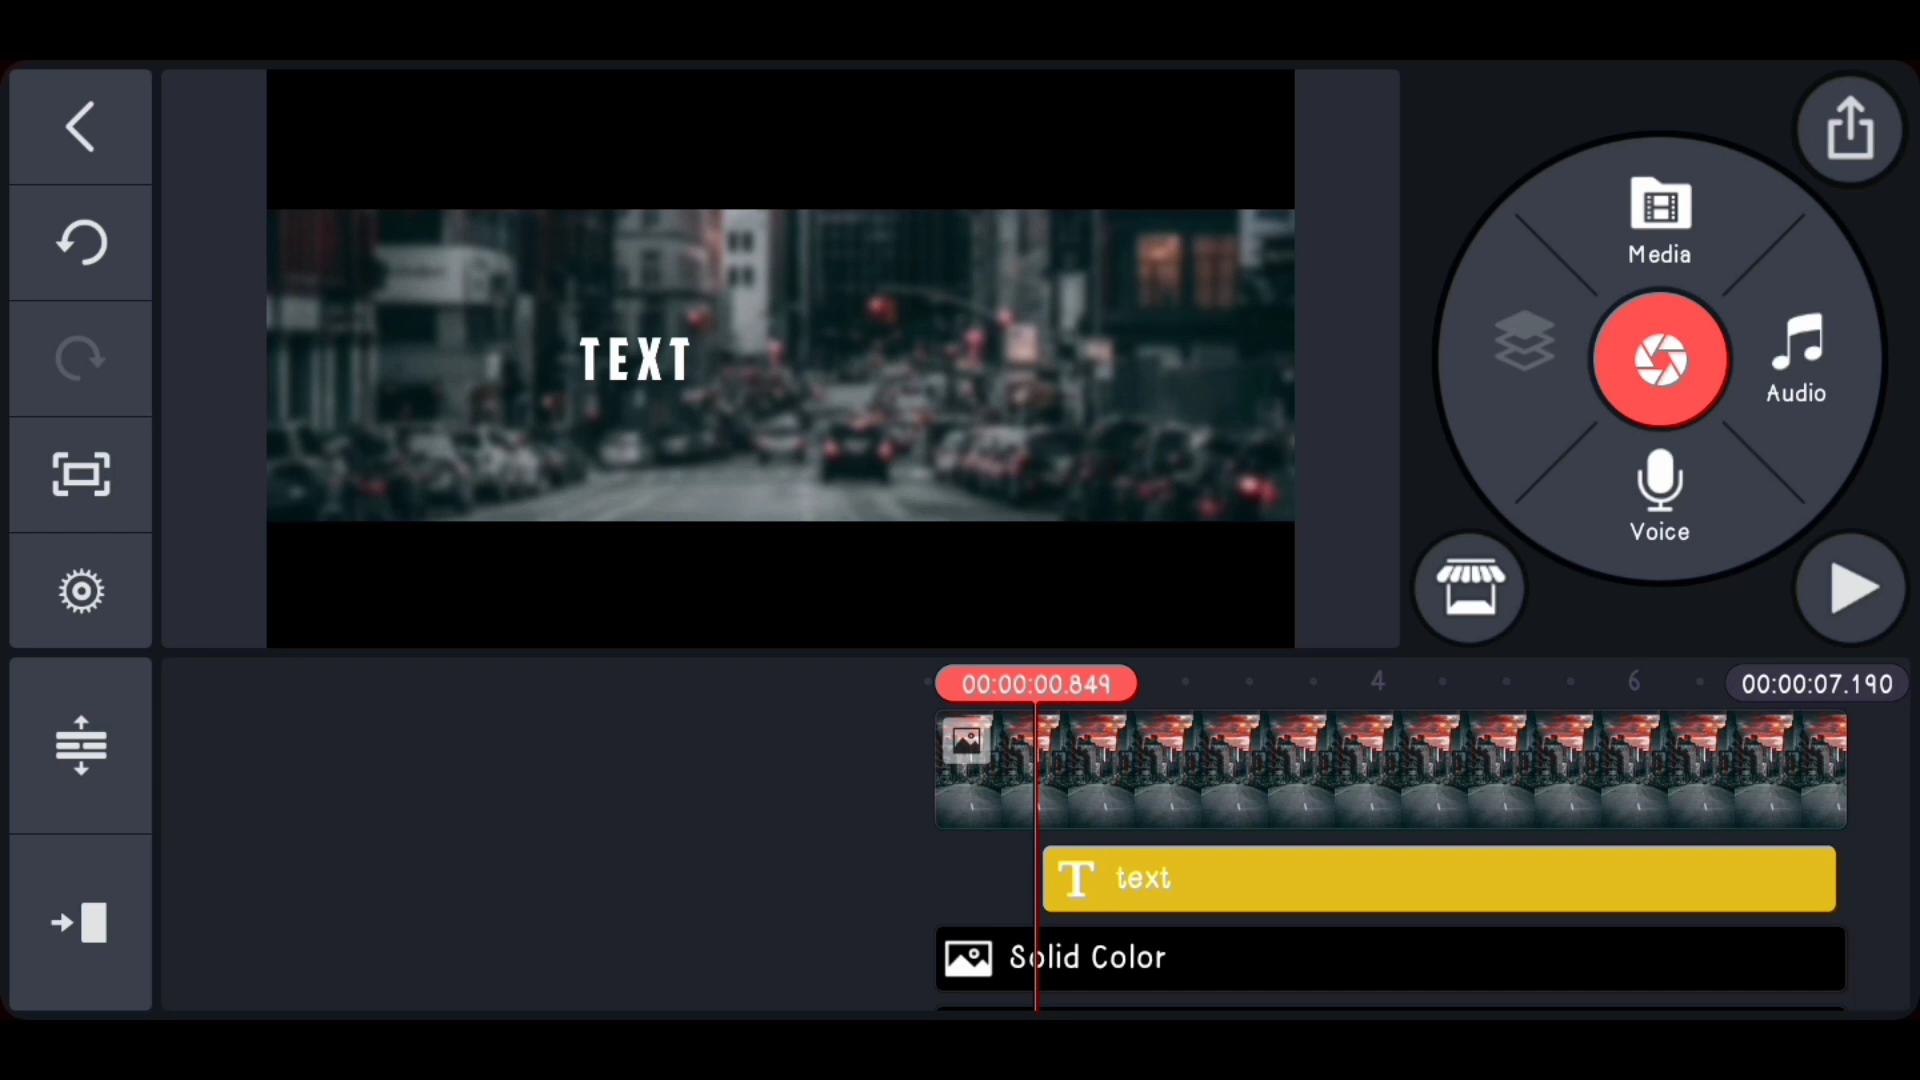 Media
TEXT
Audio
Voice
00:00:00.849
4
6
00:00:07.190
T text
Solid Color